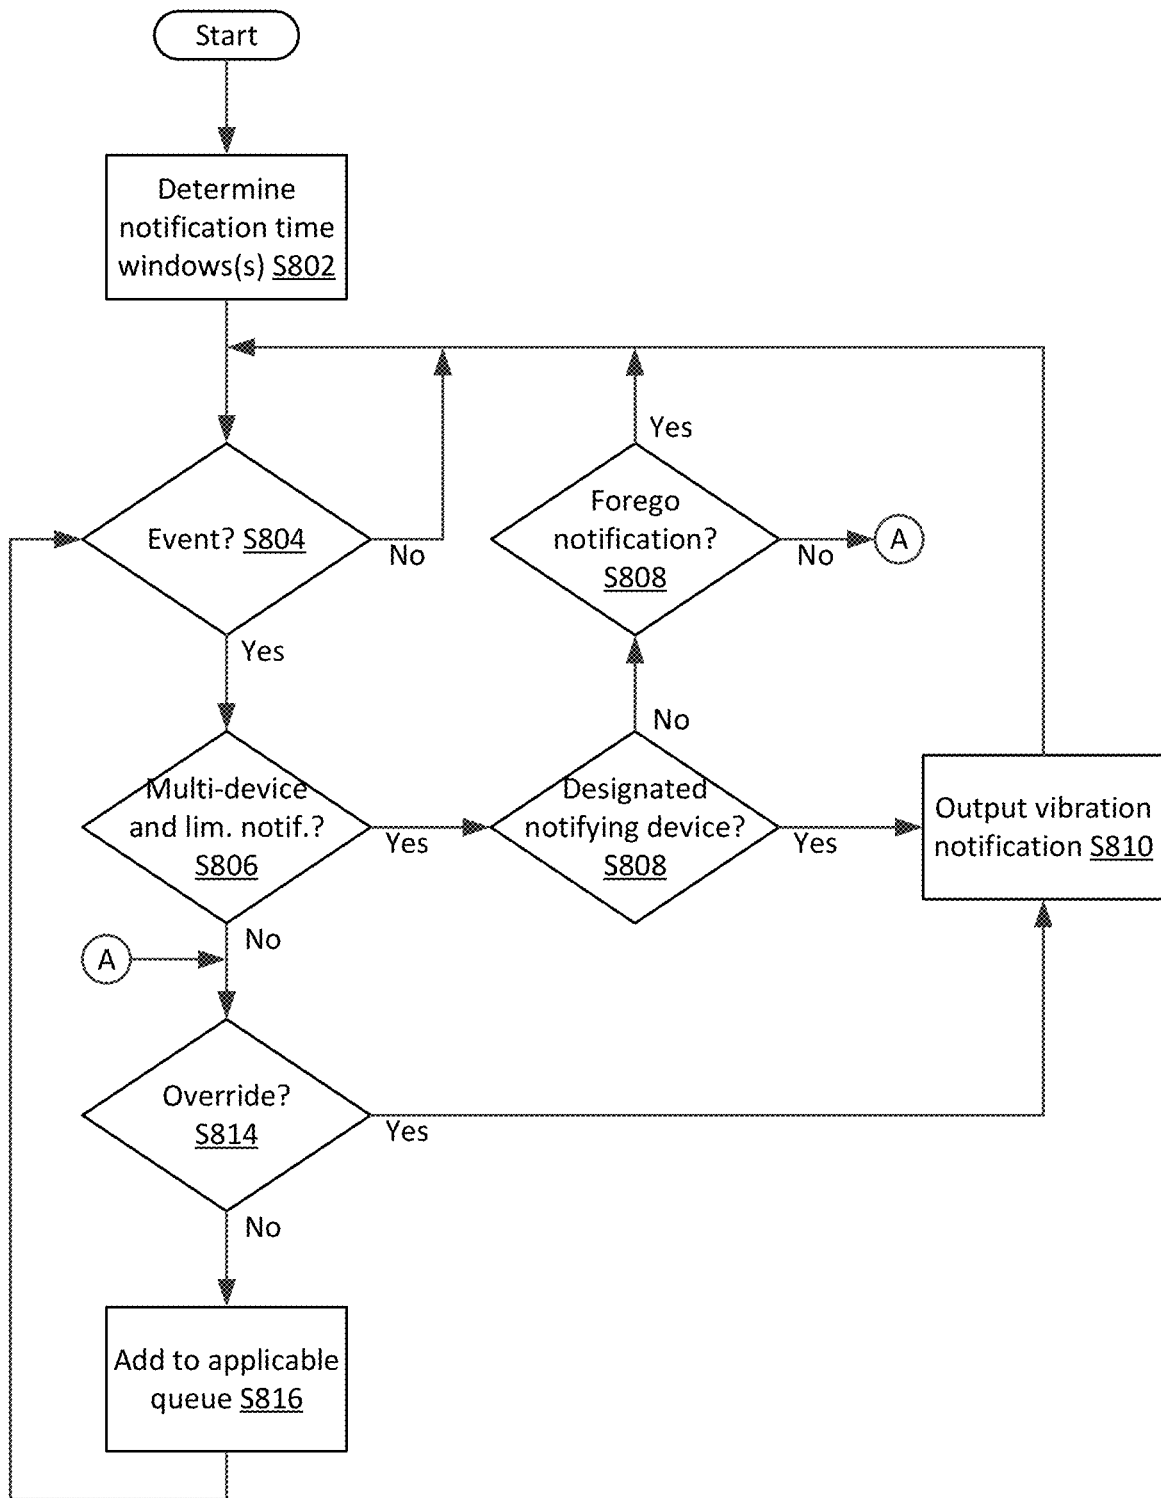 Start
Determine
notification time
windows(s) S802
Event? S804
No
Yes
Forego
notification?
S808
Yes
No
A
Multi-device
and lim. notif.?
S806
Yes
No
Designated
notifying device?
S808
No
Yes
Output vibration
notification S810
A
Override?
S814
Yes
No
Add to applicable
queue S816